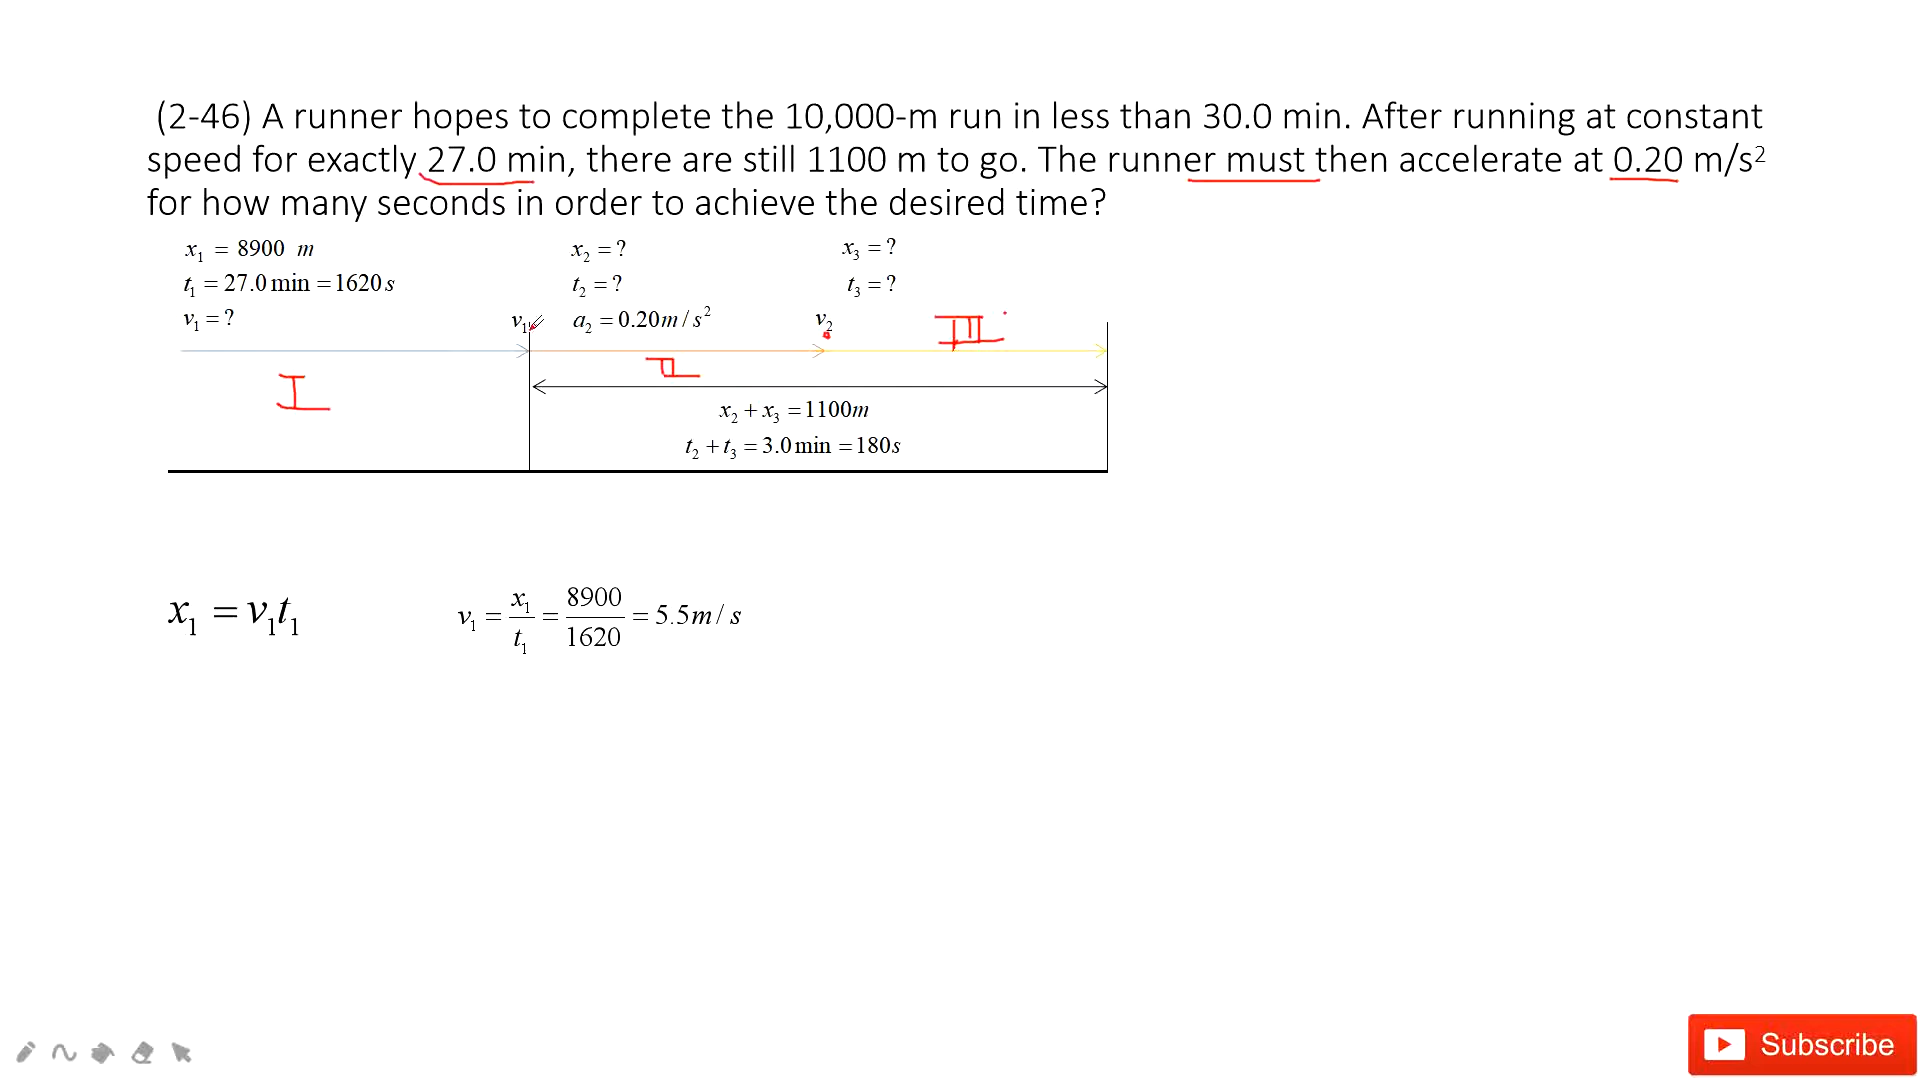 (2-46) A runner hopes to complete the 10,000-m run in less than 30.0 min. After running at constant
speed for exactly 27.0 min, there are still 1100 m to go. The runner must then accelerate at 0.20 m/s²
for how many seconds in order to achieve the desired time?
x₁ = 8900 m
t₁ = 27.0 min = 1620 s
v₁ = ?
v₁
x₂ = ?
t₂ = ?
a₂ = 0.20 m / s²
v₂
x₃ = ?
t₃ = ?
I
II
III
x₂ + x₃ = 1100m
t₂ + t₃ = 3.0 min = 180s
x₁ = v₁t₁
v₁ = x₁/t₁ = 8900/1620 = 5.5 m / s
Subscribe